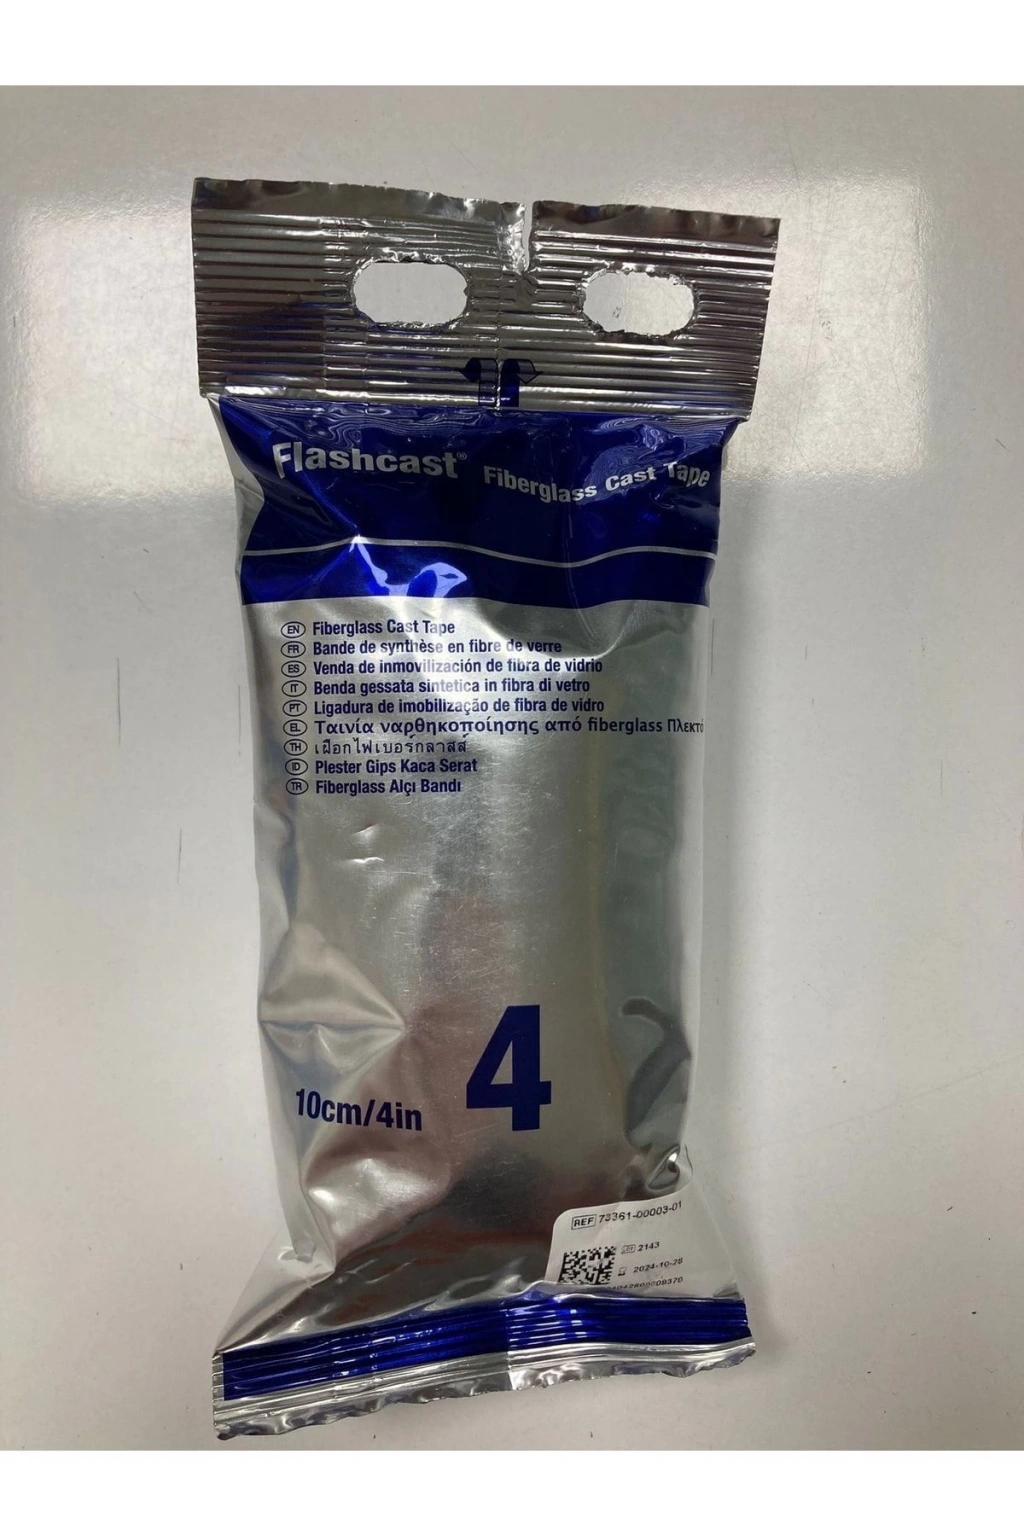 Flashcast® Fiberglass Cast Tape
EN Fiberglass Cast Tape
FR Bande de synthèse en fibre de verre
ES Venda de inmovilización de fibra de vidrio
IT Benda gessata sintetica in fibra di vetro
PT Ligadura de imobilização de fibra de vidro
EL Ταινία ναρθηκοποίησης από fiberglass
TH เฝือกไฟเบอร์กลาสส์
ID Plester Gips Kaca Serat
TR Fiberglass Alçı Bandı
4
10cm/4in
REF 73361-00003-01
LOT 2143
2024-10-28